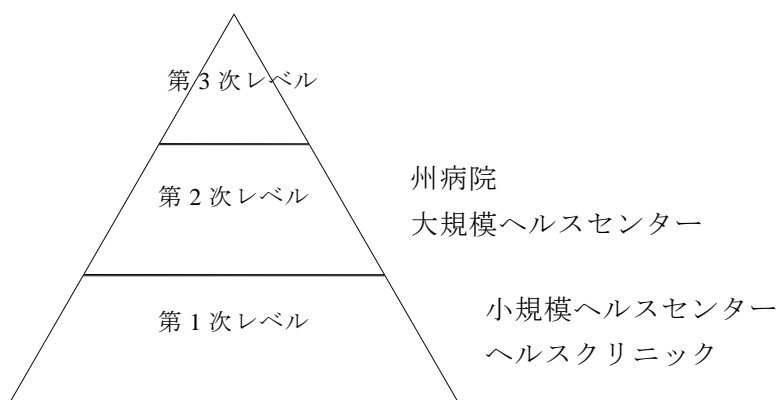 第 3 次レベル
州病院
第 2 次レベル
大規模ヘルスセンター
小規模ヘルスセンター
第 1 次レベル
ヘルスクリニック